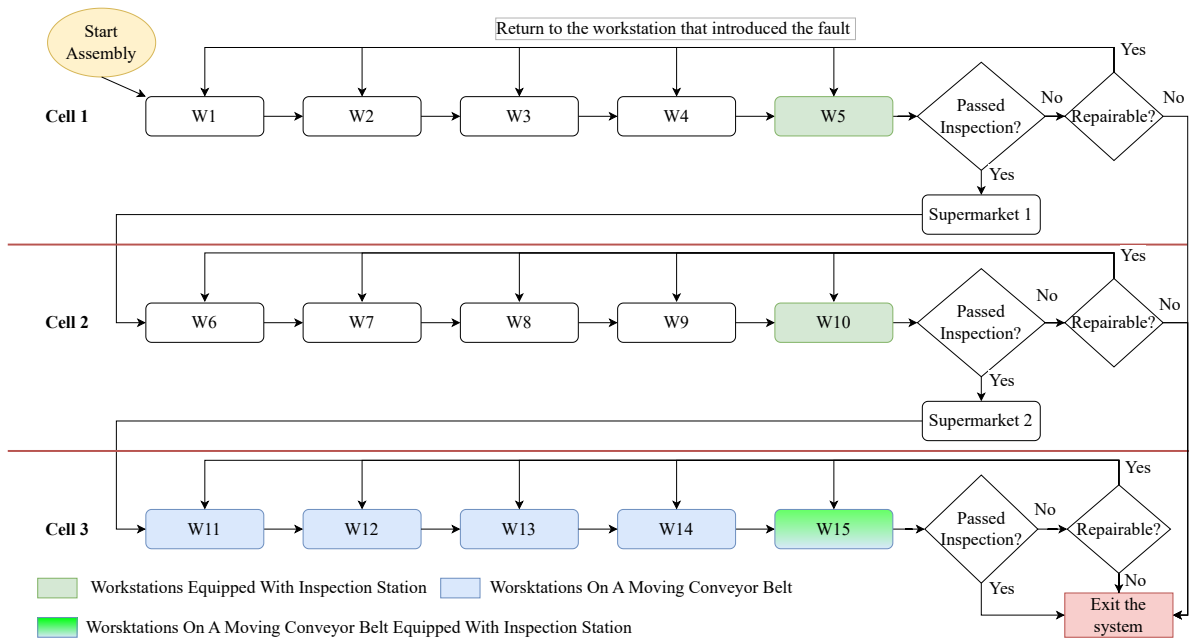 Start
Assembly
Return to the workstation that introduced the fault
Yes
Cell 1
W1
W2
W3
W4
W5
Passed
Inspection?
No
Repairable?
No
Yes
Supermarket 1
Yes
Cell 2
W6
W7
W8
W9
W10
Passed
Inspection?
No
Repairable?
No
Yes
Supermarket 2
Yes
Cell 3
W11
W12
W13
W14
W15
Passed
Inspection?
No
Repairable?
Yes
No
Exit the
system
Workstations Equipped With Inspection Station
Worsktations On A Moving Conveyor Belt
Worsktations On A Moving Conveyor Belt Equipped With Inspection Station